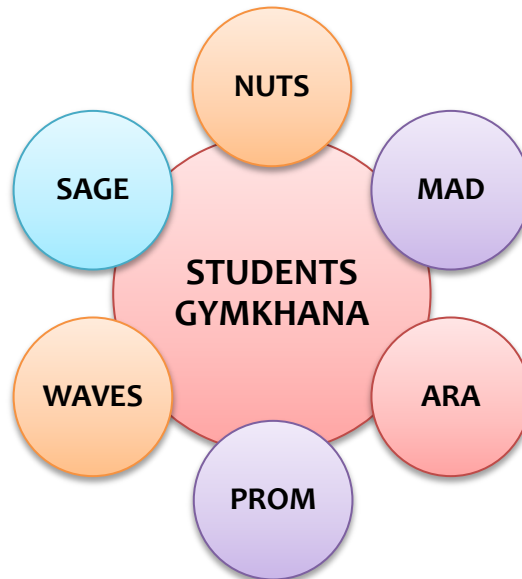 NUTS
SAGE
MAD
STUDENTS
GYMKHANA
WAVES
ARA
PROM